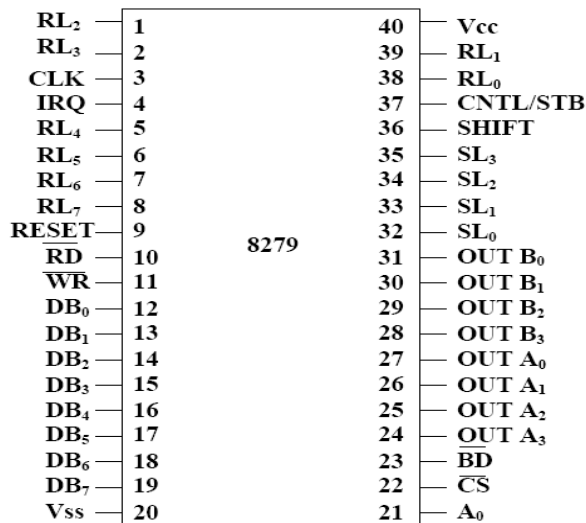 RL₂ 1 40 Vcc
RL₃ 2 39 RL₁
CLK 3 38 RL₀
IRQ 4 37 CNTL/STB
RL₄ 5 36 SHIFT
RL₅ 6 35 SL₃
RL₆ 7 34 SL₂
RL₇ 8 33 SL₁
RESET 9 32 SL₀
8279
R̅D̅ 10 31 OUT B₀
W̅R̅ 11 30 OUT B₁
DB₀ 12 29 OUT B₂
DB₁ 13 28 OUT B₃
DB₂ 14 27 OUT A₀
DB₃ 15 26 OUT A₁
DB₄ 16 25 OUT A₂
DB₅ 17 24 OUT A₃
DB₆ 18 23 B̅D̅
DB₇ 19 22 C̅S̅
Vss 20 21 A₀